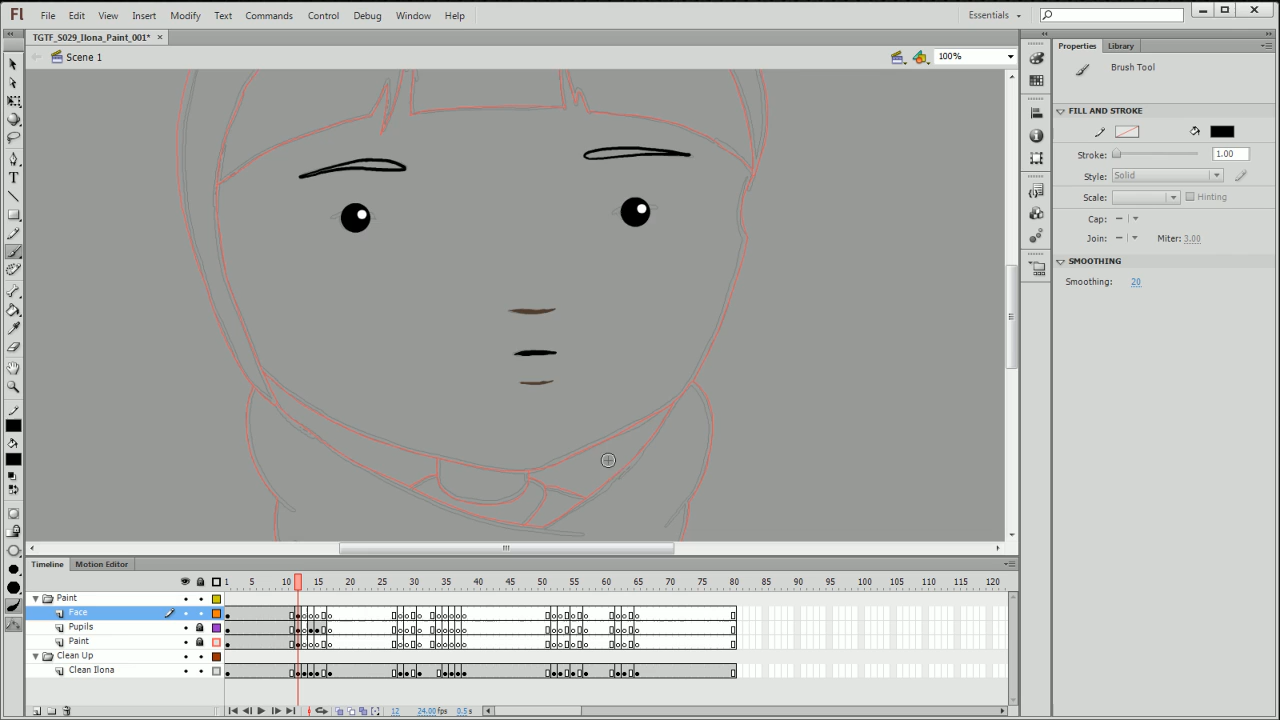 Fl File Edit View Insert Modify Text Commands Control Debug Window Help Essentials
TGTF_S029_Ilona_Paint_001* ×
Scene 1 100%
Properties Library
Brush Tool
FILL AND STROKE
Stroke: 1.00
Style: Solid
Scale: Hinting
Cap:
Join: Miter: 3.00
SMOOTHING
Smoothing: 20
Timeline Motion Editor
1 5 10 15 20 25 30 35 40 45 50 55 60 65 70 75 80 85 90 95 100 105 110 115 120
Paint
Face
Pupils
Paint
Clean Up
Clean Ilona
12 24.00fps 0.5s